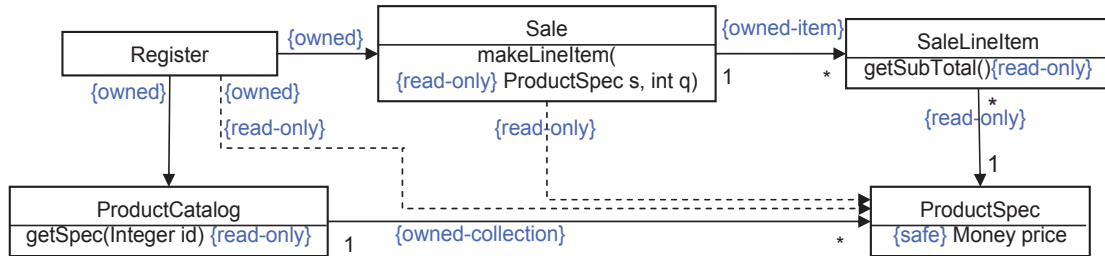 Register
{owned}
Sale
makeLineItem(
{read-only} ProductSpec s, int q)
{owned-item}
1
*
SaleLineItem
getSubTotal(){read-only}
{owned}
{owned}
{read-only}
{read-only}
*
{read-only}
1
ProductCatalog
getSpec(Integer id) {read-only}
1
{owned-collection}
*
ProductSpec
{safe} Money price